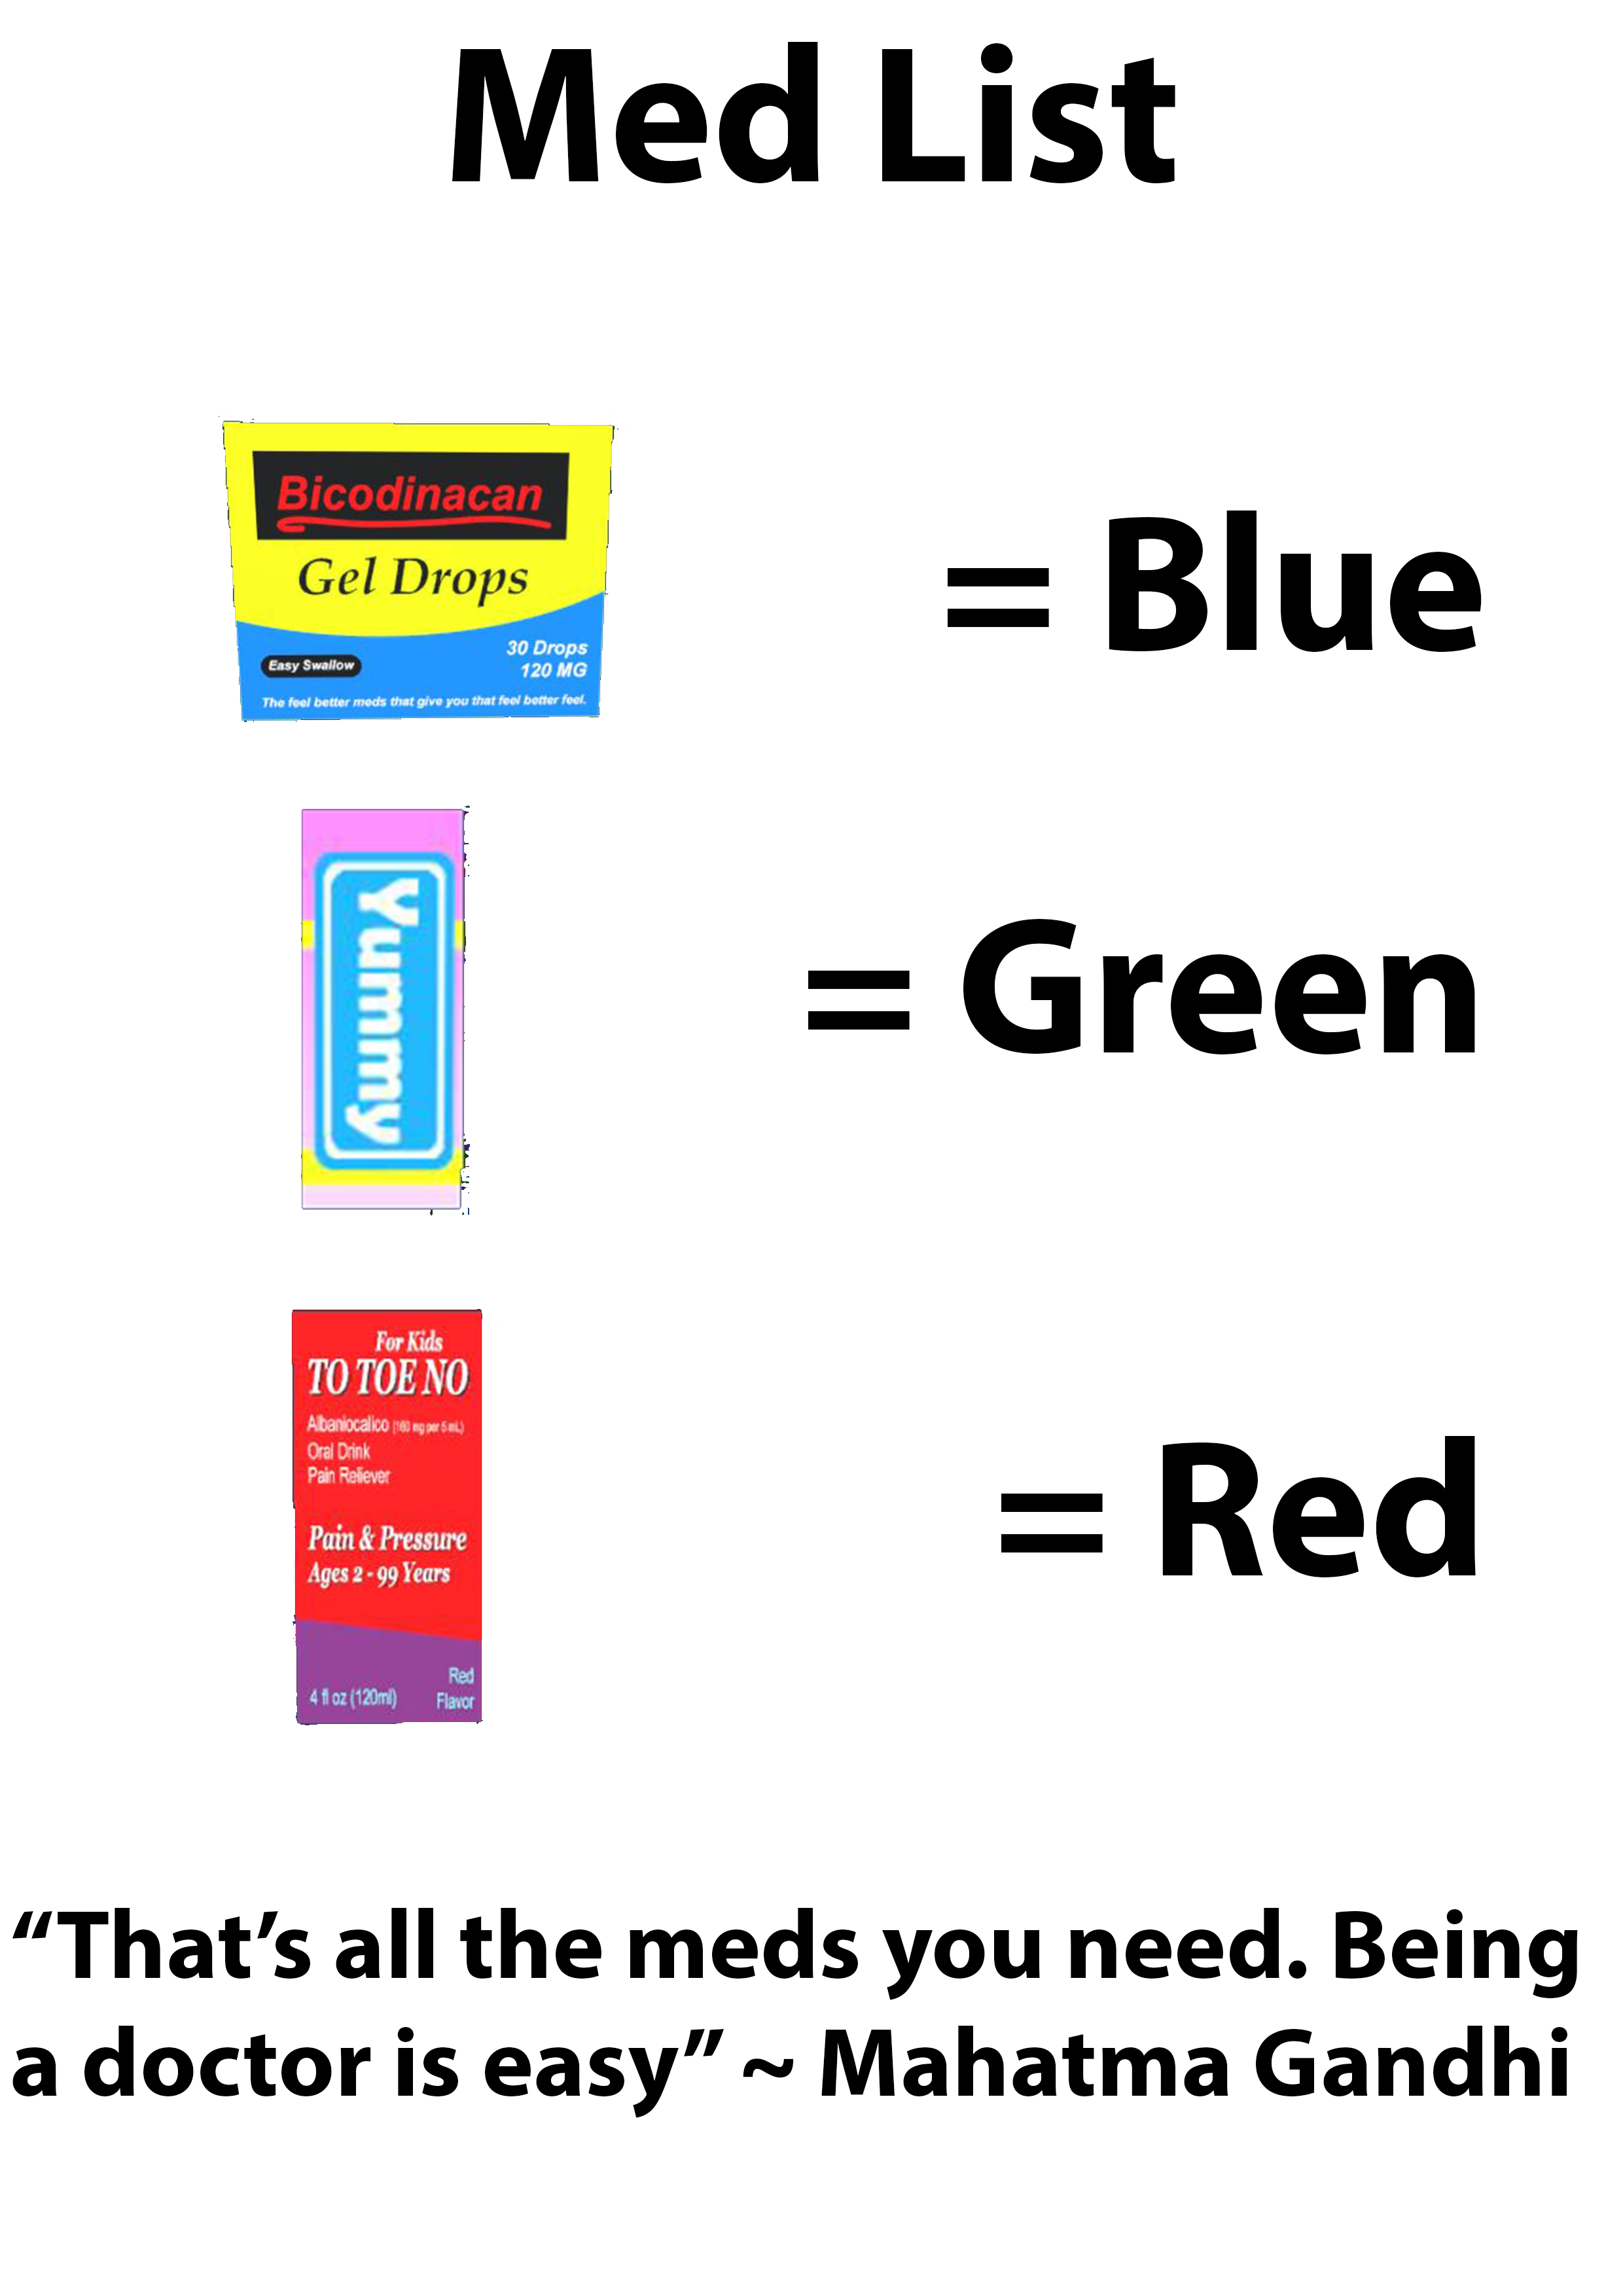 Med List
Bicodinacan
Gel Drops
30 Drops
120 MG
Easy Swallow
The feel better meds that give you that feel better feel.
= Blue
Yummy
= Green
For Kids
TO TOE NO
Albaniocalico (160 mg per 5 mL)
Oral Drink
Pain Reliever
Pain & Pressure
Ages 2 - 99 Years
4 fl oz (120ml)
Red
Flavor
= Red
“That’s all the meds you need. Being
a doctor is easy” ~ Mahatma Gandhi